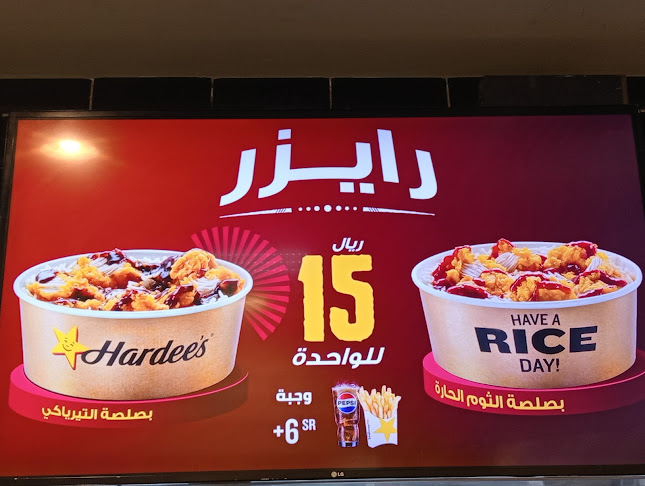 رايزر
ريال
15
للواحدة
Hardee's
بصلصة الترياكي
HAVE A
RICE
DAY!
بصلصة الثوم الحارة
وجبة
+6 SR
PEPSI
LG